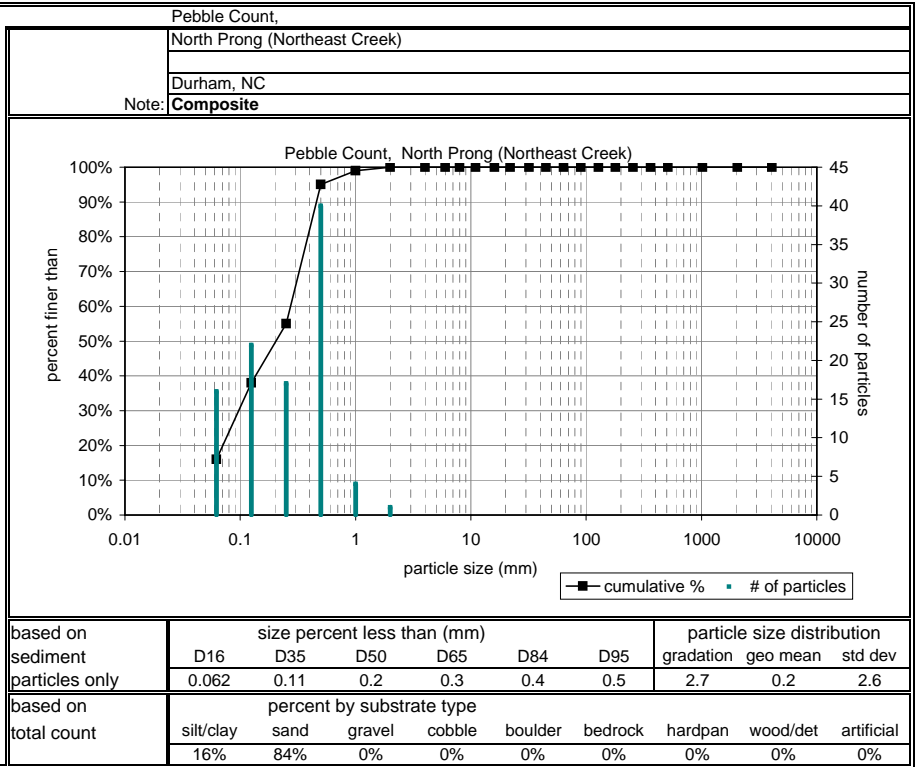 Pebble Count,
North Prong (Northeast Creek)
Durham, NC
Note: Composite
Pebble Count, North Prong (Northeast Creek)
100%
90%
80%
70%
60%
50%
40%
30%
20%
10%
0%
percent finer than
45
40
35
30
25
20
15
10
5
0
number of particles
0.01 0.1 1 10 100 1000 10000
particle size (mm)
cumulative % # of particles
based on size percent less than (mm) particle size distribution
sediment D16 D35 D50 D65 D84 D95 gradation geo mean std dev
particles only 0.062 0.11 0.2 0.3 0.4 0.5 2.7 0.2 2.6
based on percent by substrate type
total count silt/clay sand gravel cobble boulder bedrock hardpan wood/det artificial
16% 84% 0% 0% 0% 0% 0% 0% 0%